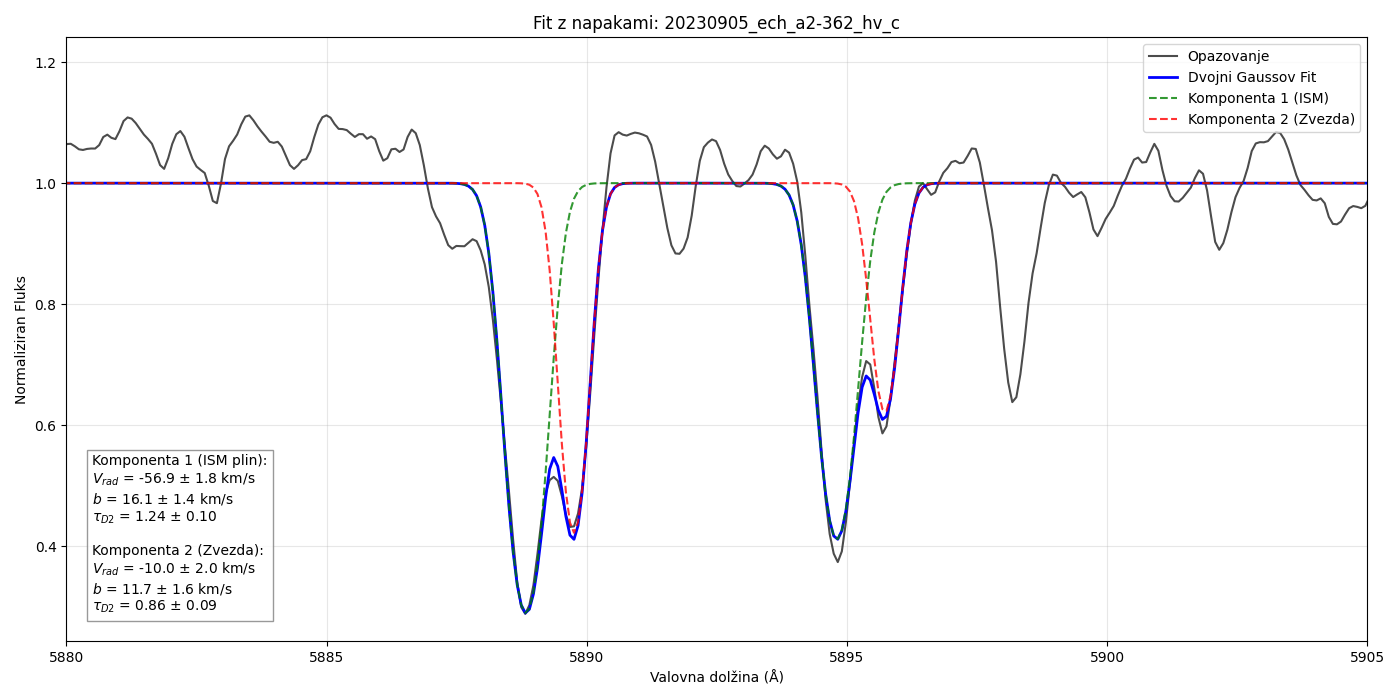 Fit z napakami: 20230905_ech_a2-362_hv_c
Normaliziran Fluks
1.2
1.0
0.8
0.6
0.4
Opazovanje
Dvojni Gaussov Fit
Komponenta 1 (ISM)
Komponenta 2 (Zvezda)
Komponenta 1 (ISM plin):
V_rad = -56.9 ± 1.8 km/s
b = 16.1 ± 1.4 km/s
τ_D2 = 1.24 ± 0.10
Komponenta 2 (Zvezda):
V_rad = -10.0 ± 2.0 km/s
b = 11.7 ± 1.6 km/s
τ_D2 = 0.86 ± 0.09
5880 5885 5890 5895 5900 5905
Valovna dolžina (Å)